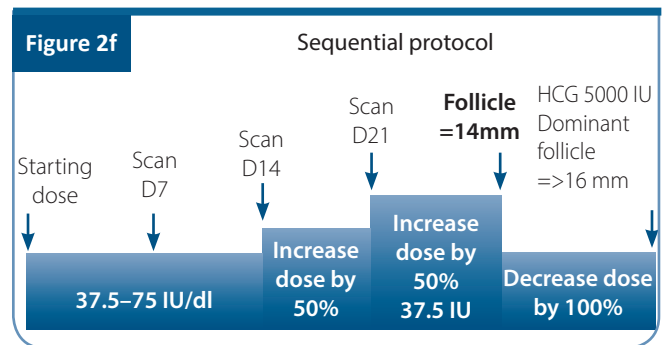 Figure 2f
Sequential protocol
Starting
dose
Scan
D7
Scan
D14
Scan
D21
Follicle
=14mm
HCG 5000 IU
Dominant
follicle
=>16 mm
37.5–75 IU/dl
Increase
dose by
50%
Increase
dose by
50%
37.5 IU
Decrease dose
by 100%